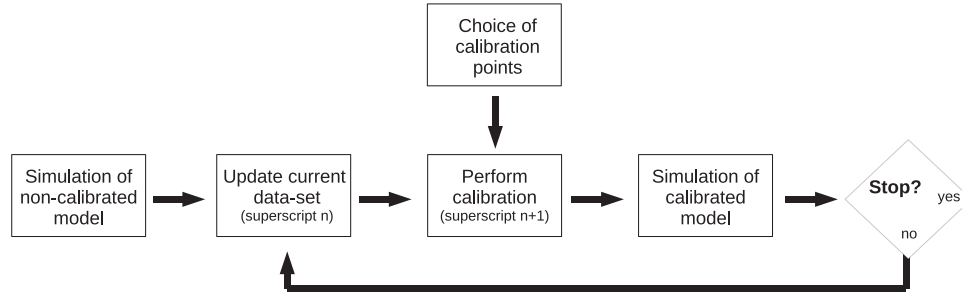 Choice of
calibration
points
Simulation of
non-calibrated
model
Update current
data-set
(superscript n)
Perform
calibration
(superscript n+1)
Simulation of
calibrated
model
Stop?
yes
no